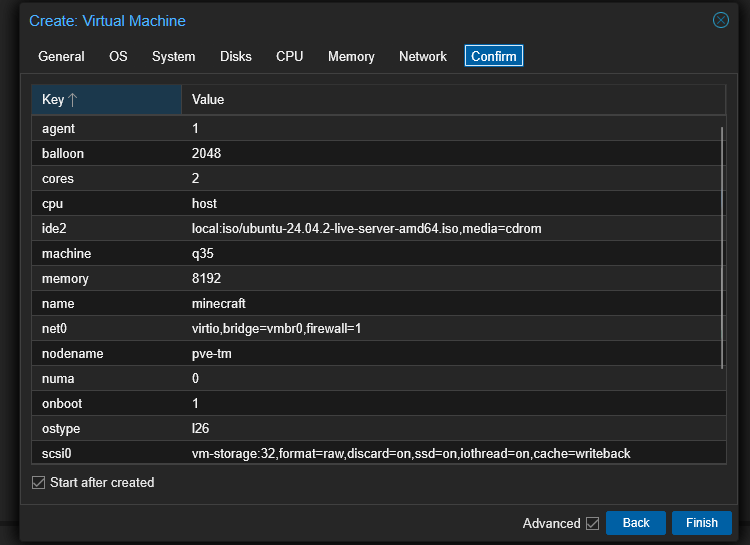 Create: Virtual Machine
General OS System Disks CPU Memory Network Confirm
Key Value
agent 1
balloon 2048
cores 2
cpu host
ide2 local:iso/ubuntu-24.04.2-live-server-amd64.iso,media=cdrom
machine q35
memory 8192
name minecraft
net0 virtio,bridge=vmbr0,firewall=1
nodename pve-tm
numa 0
onboot 1
ostype l26
scsi0 vm-storage:32,format=raw,discard=on,ssd=on,iothread=on,cache=writeback
Start after created
Advanced Back Finish